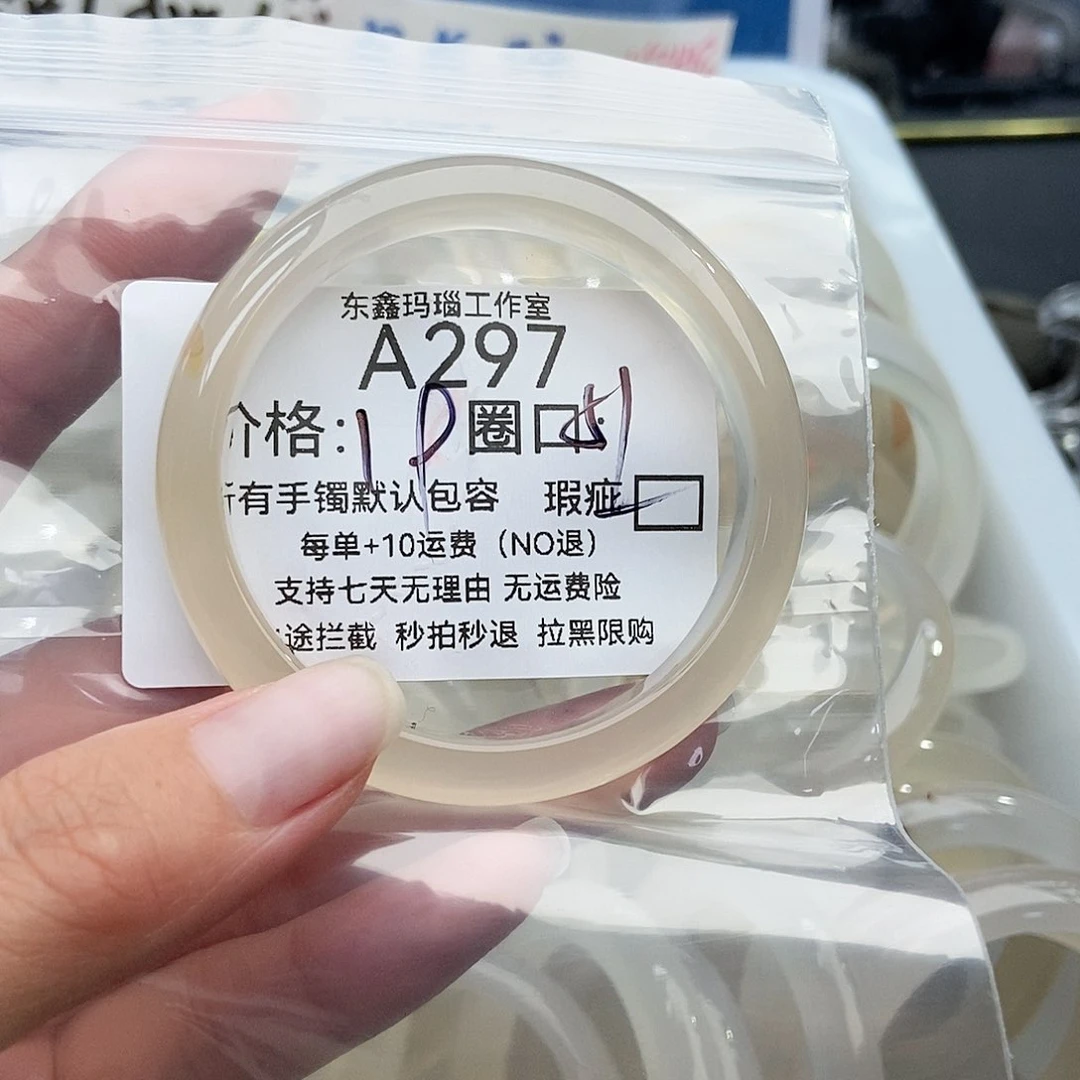 东鑫玛瑙工作室
A297
价格: 圈口:
所有手镯默认包容 瑕疵
每单+10运费（NO退）
支持七天无理由 无运费险
途拦截 秒拍秒退 拉黑限购